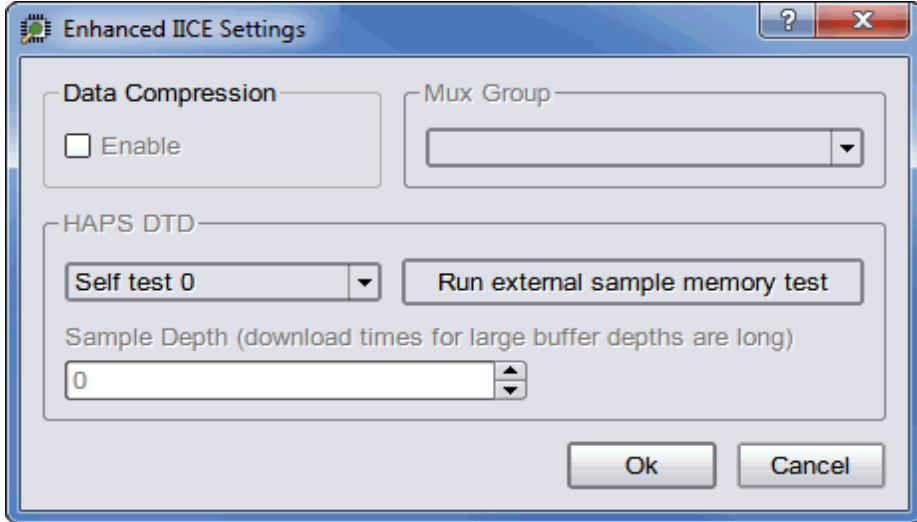 Enhanced IICE Settings
?
Data Compression
Mux Group
Enable
HAPS DTD
Self test 0
Run external sample memory test
Sample Depth (download times for large buffer depths are long)
0
Ok
Cancel